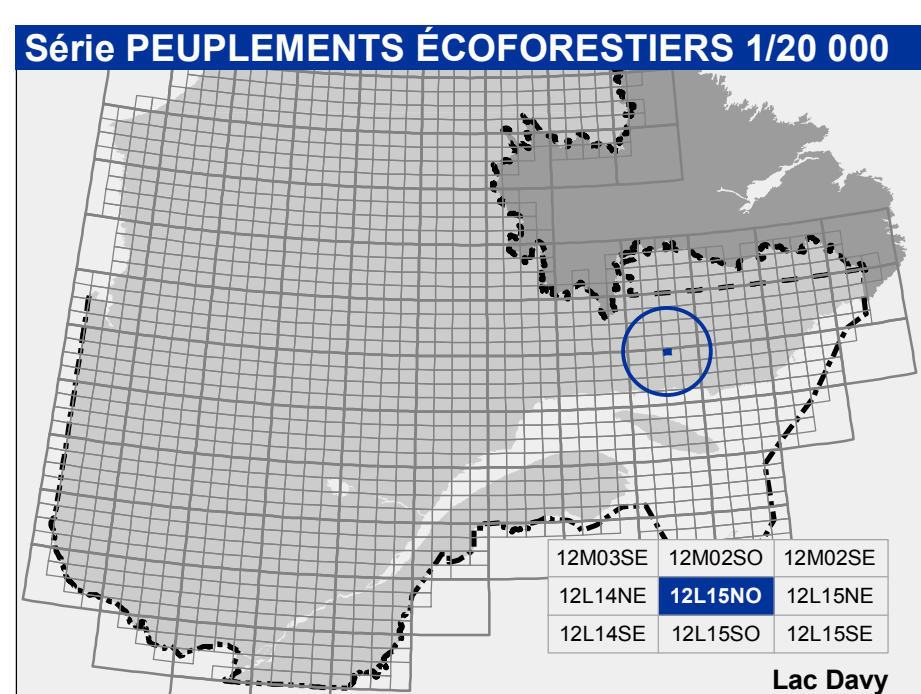 Série PEUPLEMENTS ÉCOFORESTIERS 1/20 000
12M03SE 12M02SO 12M02SE
12L14NE 12L15NO 12L15NE
12L14SE 12L15SO 12L15SE
Lac Davy